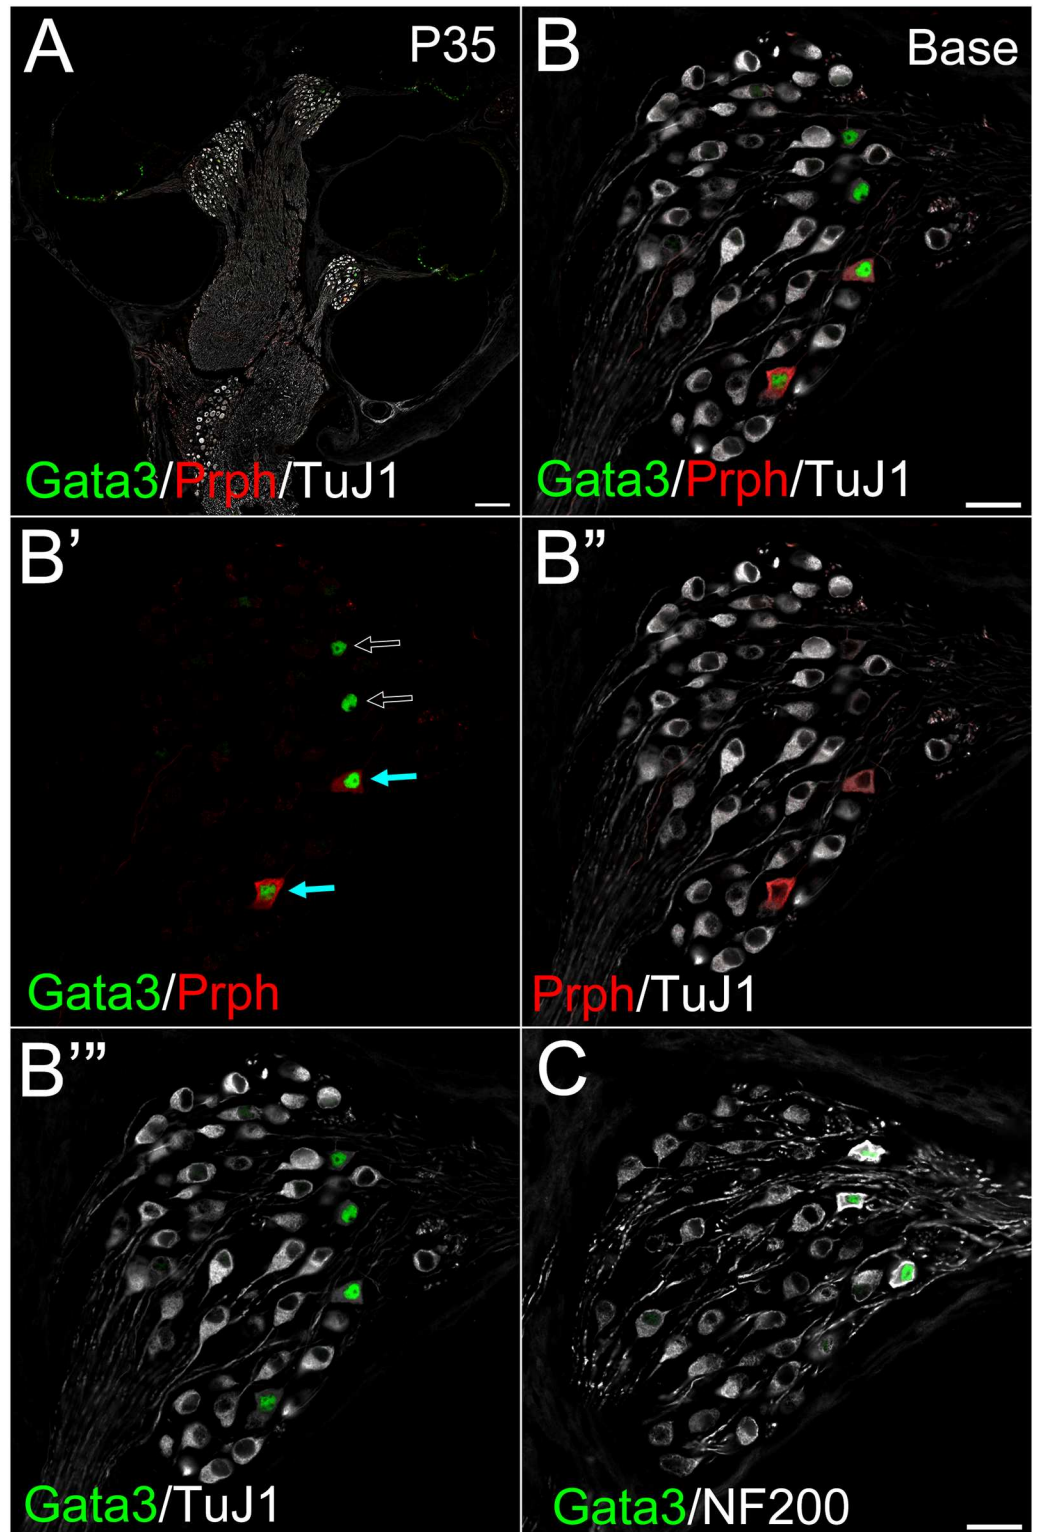 A
P35
Gata3/Prph/TuJ1
B
Base
Gata3/Prph/TuJ1
B’
Gata3/Prph
B”
Prph/TuJ1
B’”
Gata3/TuJ1
C
Gata3/NF200